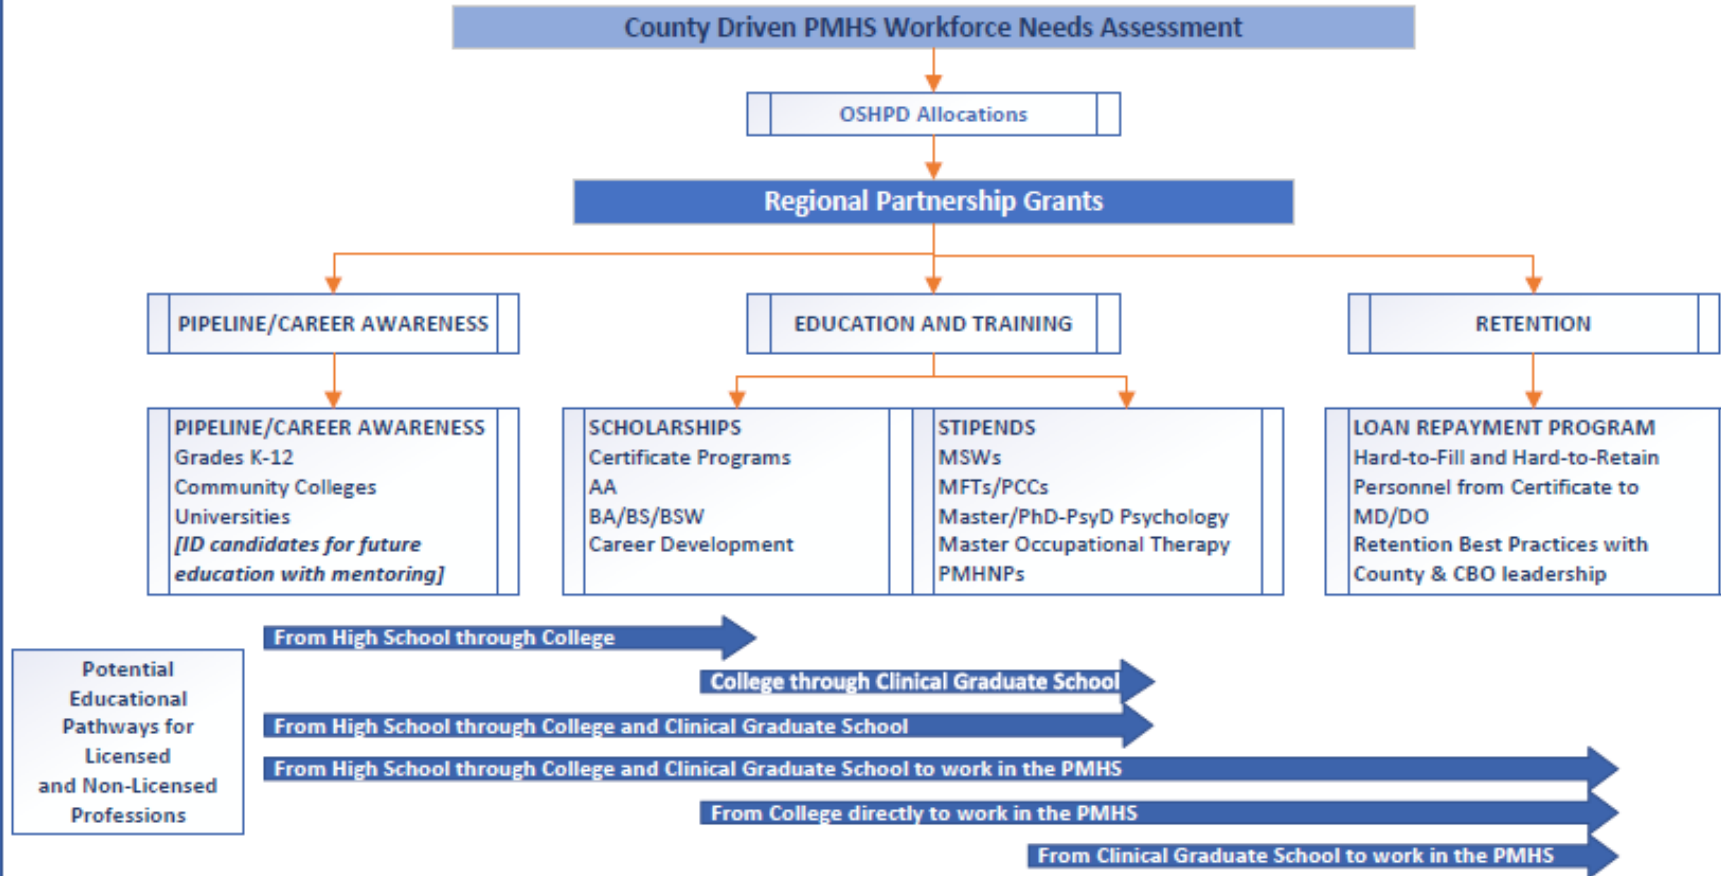 County Driven PMHS Workforce Needs Assessment
OSHPD Allocations
Regional Partnership Grants
PIPELINE/CAREER AWARENESS
EDUCATION AND TRAINING
RETENTION
PIPELINE/CAREER AWARENESS
Grades K-12
Community Colleges
Universities
[ID candidates for future
education with mentoring]
SCHOLARSHIPS
Certificate Programs
AA
BA/BS/BSW
Career Development
STIPENDS
MSWs
MFTs/PCCs
Master/PhD-PsyD Psychology
Master Occupational Therapy
PMHNPs
LOAN REPAYMENT PROGRAM
Hard-to-Fill and Hard-to-Retain
Personnel from Certificate to
MD/DO
Retention Best Practices with
County & CBO leadership
Potential
Educational
Pathways for
Licensed
and Non-Licensed
Professions
From High School through College
College through Clinical Graduate School
From High School through College and Clinical Graduate School
From High School through College and Clinical Graduate School to work in the PMHS
From College directly to work in the PMHS
From Clinical Graduate School to work in the PMHS